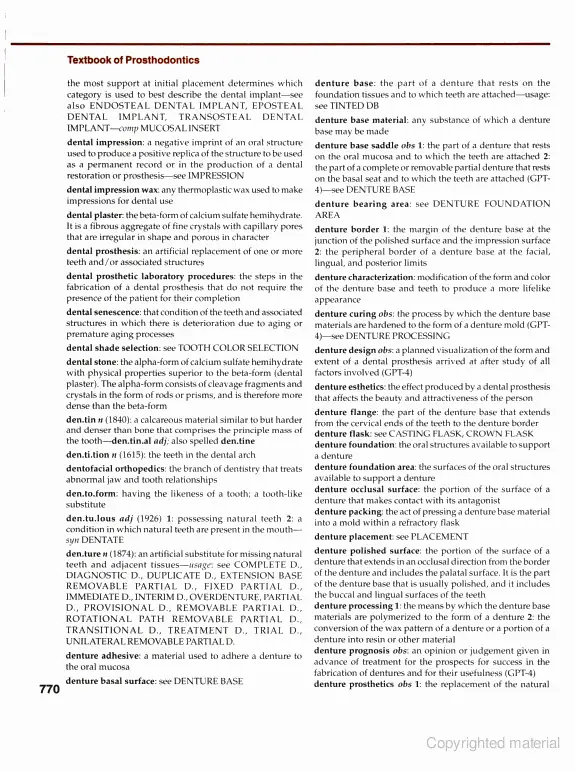 Textbook of Prosthodontics
the most support at initial placement determines which
category is used to best describe the dental implant—see
also ENDOSTEAL DENTAL IMPLANT, EPOSTEAL
DENTAL IMPLANT, TRANSOSTEAL DENTAL
IMPLANT—comp MUCOSAL INSERT
dental impression: a negative imprint of an oral structure
used to produce a positive replica of the structure to be used
as a permanent record or in the production of a dental
restoration or prosthesis—see IMPRESSION
dental impression wax: any thermoplastic wax used to make
impressions for dental use
dental plaster: the beta-form of calcium sulfate hemihydrate.
It is a fibrous aggregate of fine crystals with capillary pores
that are irregular in shape and porous in character
dental prosthesis: an artificial replacement of one or more
teeth and/or associated structures
dental prosthetic laboratory procedures: the steps in the
fabrication of a dental prosthesis that do not require the
presence of the patient for their completion
dental senescence: that condition of the teeth and associated
structures in which there is deterioration due to aging or
premature aging processes
dental shade selection: see TOOTH COLOR SELECTION
dental stone: the alpha-form of calcium sulfate hemihydrate
with physical properties superior to the beta-form (dental
plaster). The alpha-form consists of cleavage fragments and
crystals in the form of rods or prisms, and is therefore more
dense than the beta-form
den.tin n (1840): a calcareous material similar to but harder
and denser than bone that comprises the principle mass of
the tooth—den.tin.al adj; also spelled den.tine
den.ti.tion n (1615): the teeth in the dental arch
dentofacial orthopedics: the branch of dentistry that treats
abnormal jaw and tooth relationships
den.to.form: having the likeness of a tooth; a tooth-like
substitute
den.tu.lous adj (1926) 1: possessing natural teeth 2: a
condition in which natural teeth are present in the mouth—
syn DENTATE
den.ture n (1874): an artificial substitute for missing natural
teeth and adjacent tissues—usage: see COMPLETE D.,
DIAGNOSTIC D., DUPLICATE D., EXTENSION BASE
REMOVABLE PARTIAL D., FIXED PARTIAL D.,
IMMEDIATE D., INTERIM D., OVERDENTURE, PARTIAL
D., PROVISIONAL D., REMOVABLE PARTIAL D.,
ROTATIONAL PATH REMOVABLE PARTIAL D.,
TRANSITIONAL D., TREATMENT D., TRIAL D.,
UNILATERAL REMOVABLE PARTIAL D.
denture adhesive: a material used to adhere a denture to
the oral mucosa
denture basal surface: see DENTURE BASE
770
denture base: the part of a denture that rests on the
foundation tissues and to which teeth are attached—usage:
see TINTED DB
denture base material: any substance of which a denture
base may be made
denture base saddle obs 1: the part of a denture that rests
on the oral mucosa and to which the teeth are attached 2:
the part of a complete or removable partial denture that rests
on the basal seat and to which the teeth are attached (GPT-
4)—see DENTURE BASE
denture bearing area: see DENTURE FOUNDATION
AREA
denture border 1: the margin of the denture base at the
junction of the polished surface and the impression surface
2: the peripheral border of a denture base at the facial,
lingual, and posterior limits
denture characterization: modification of the form and color
of the denture base and teeth to produce a more lifelike
appearance
denture curing obs: the process by which the denture base
materials are hardened to the form of a denture mold (GPT-
4)—see DENTURE PROCESSING
denture design obs: a planned visualization of the form and
extent of a dental prosthesis arrived at after study of all
factors involved (GPT-4)
denture esthetics: the effect produced by a dental prosthesis
that affects the beauty and attractiveness of the person
denture flange: the part of the denture base that extends
from the cervical ends of the teeth to the denture border
denture flask: see CASTING FLASK, CROWN FLASK
denture foundation: the oral structures available to support
a denture
denture foundation area: the surfaces of the oral structures
available to support a denture
denture occlusal surface: the portion of the surface of a
denture that makes contact with its antagonist
denture packing: the act of pressing a denture base material
into a mold within a refractory flask
denture placement: see PLACEMENT
denture polished surface: the portion of the surface of a
denture that extends in an occlusal direction from the border
of the denture and includes the palatal surface. It is the part
of the denture base that is usually polished, and it includes
the buccal and lingual surfaces of the teeth
denture processing 1: the means by which the denture base
materials are polymerized to the form of a denture 2: the
conversion of the wax pattern of a denture or a portion of a
denture into resin or other material
denture prognosis obs: an opinion or judgement given in
advance of treatment for the prospects for success in the
fabrication of dentures and for their usefulness (GPT-4)
denture prosthetics obs 1: the replacement of the natural
Copyrighted material